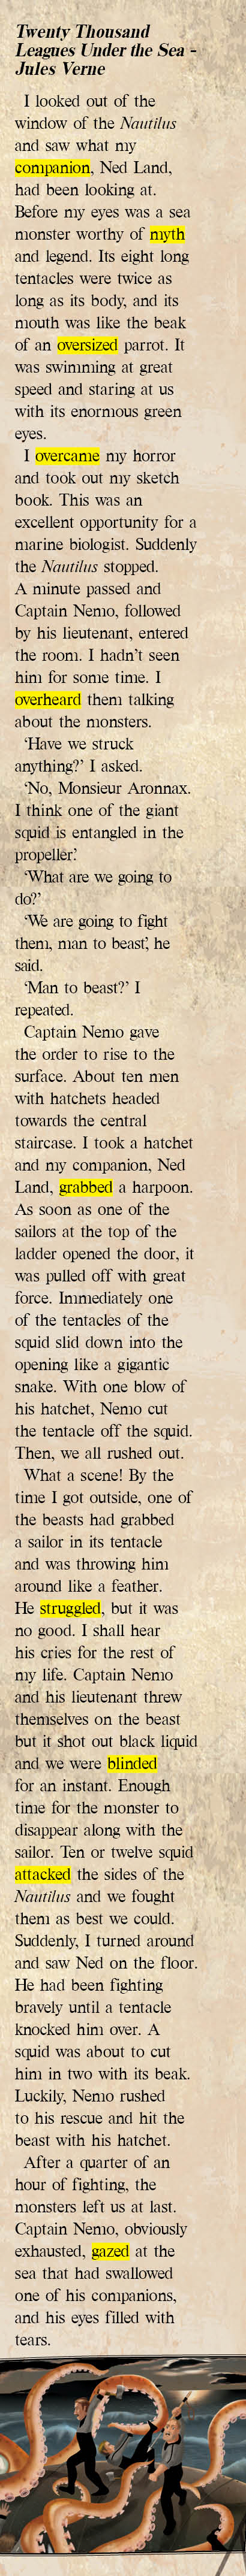 Twenty Thousand
Leagues Under the Sea -
Jules Verne
I looked out of the
window of the Nautilus
and saw what my
companion, Ned Land,
had been looking at.
Before my eyes was a sea
monster worthy of myth
and legend. Its eight long
tentacles were twice as
long as its body, and its
mouth was like the beak
of an oversized parrot. It
was swimming at great
speed and staring at us
with its enormous green
eyes.
I overcame my horror
and took out my sketch
book. This was an
excellent opportunity for a
marine biologist. Suddenly
the Nautilus stopped.
A minute passed and
Captain Nemo, followed
by his lieutenant, entered
the room. I hadn't seen
him for some time. I
overheard them talking
about the monsters.
‘Have we struck
anything?’ I asked.
‘No, Monsieur Aronnax.
I think one of the giant
squid is entangled in the
propeller.’
‘What are we going to
do?’
‘We are going to fight
them, man to beast’, he
said.
‘Man to beast?’ I
repeated.
Captain Nemo gave
the order to rise to the
surface. About ten men
with hatchets headed
towards the central
staircase. I took a hatchet
and my companion, Ned
Land, grabbed a harpoon.
As soon as one of the
sailors at the top of the
ladder opened the door, it
was pulled off with great
force. Immediately one
of the tentacles of the
squid slid down into the
opening like a gigantic
snake. With one blow of
his hatchet, Nemo cut
the tentacle off the squid.
Then, we all rushed out.
What a scene! By the
time I got outside, one of
the beasts had grabbed
a sailor in its tentacle
and was throwing him
around like a feather.
He struggled, but it was
no good. I shall hear
his cries for the rest of
my life. Captain Nemo
and his lieutenant threw
themselves on the beast
but it shot out black liquid
and we were blinded
for an instant. Enough
time for the monster to
disappear along with the
sailor. Ten or twelve squid
attacked the sides of the
Nautilus and we fought
them as best we could.
Suddenly, I turned around
and saw Ned on the floor.
He had been fighting
bravely until a tentacle
knocked him over. A
squid was about to cut
him in two with its beak.
Luckily, Nemo rushed
to his rescue and hit the
beast with his hatchet.
After a quarter of an
hour of fighting, the
monsters left us at last.
Captain Nemo, obviously
exhausted, gazed at the
sea that had swallowed
one of his companions,
and his eyes filled with
tears.